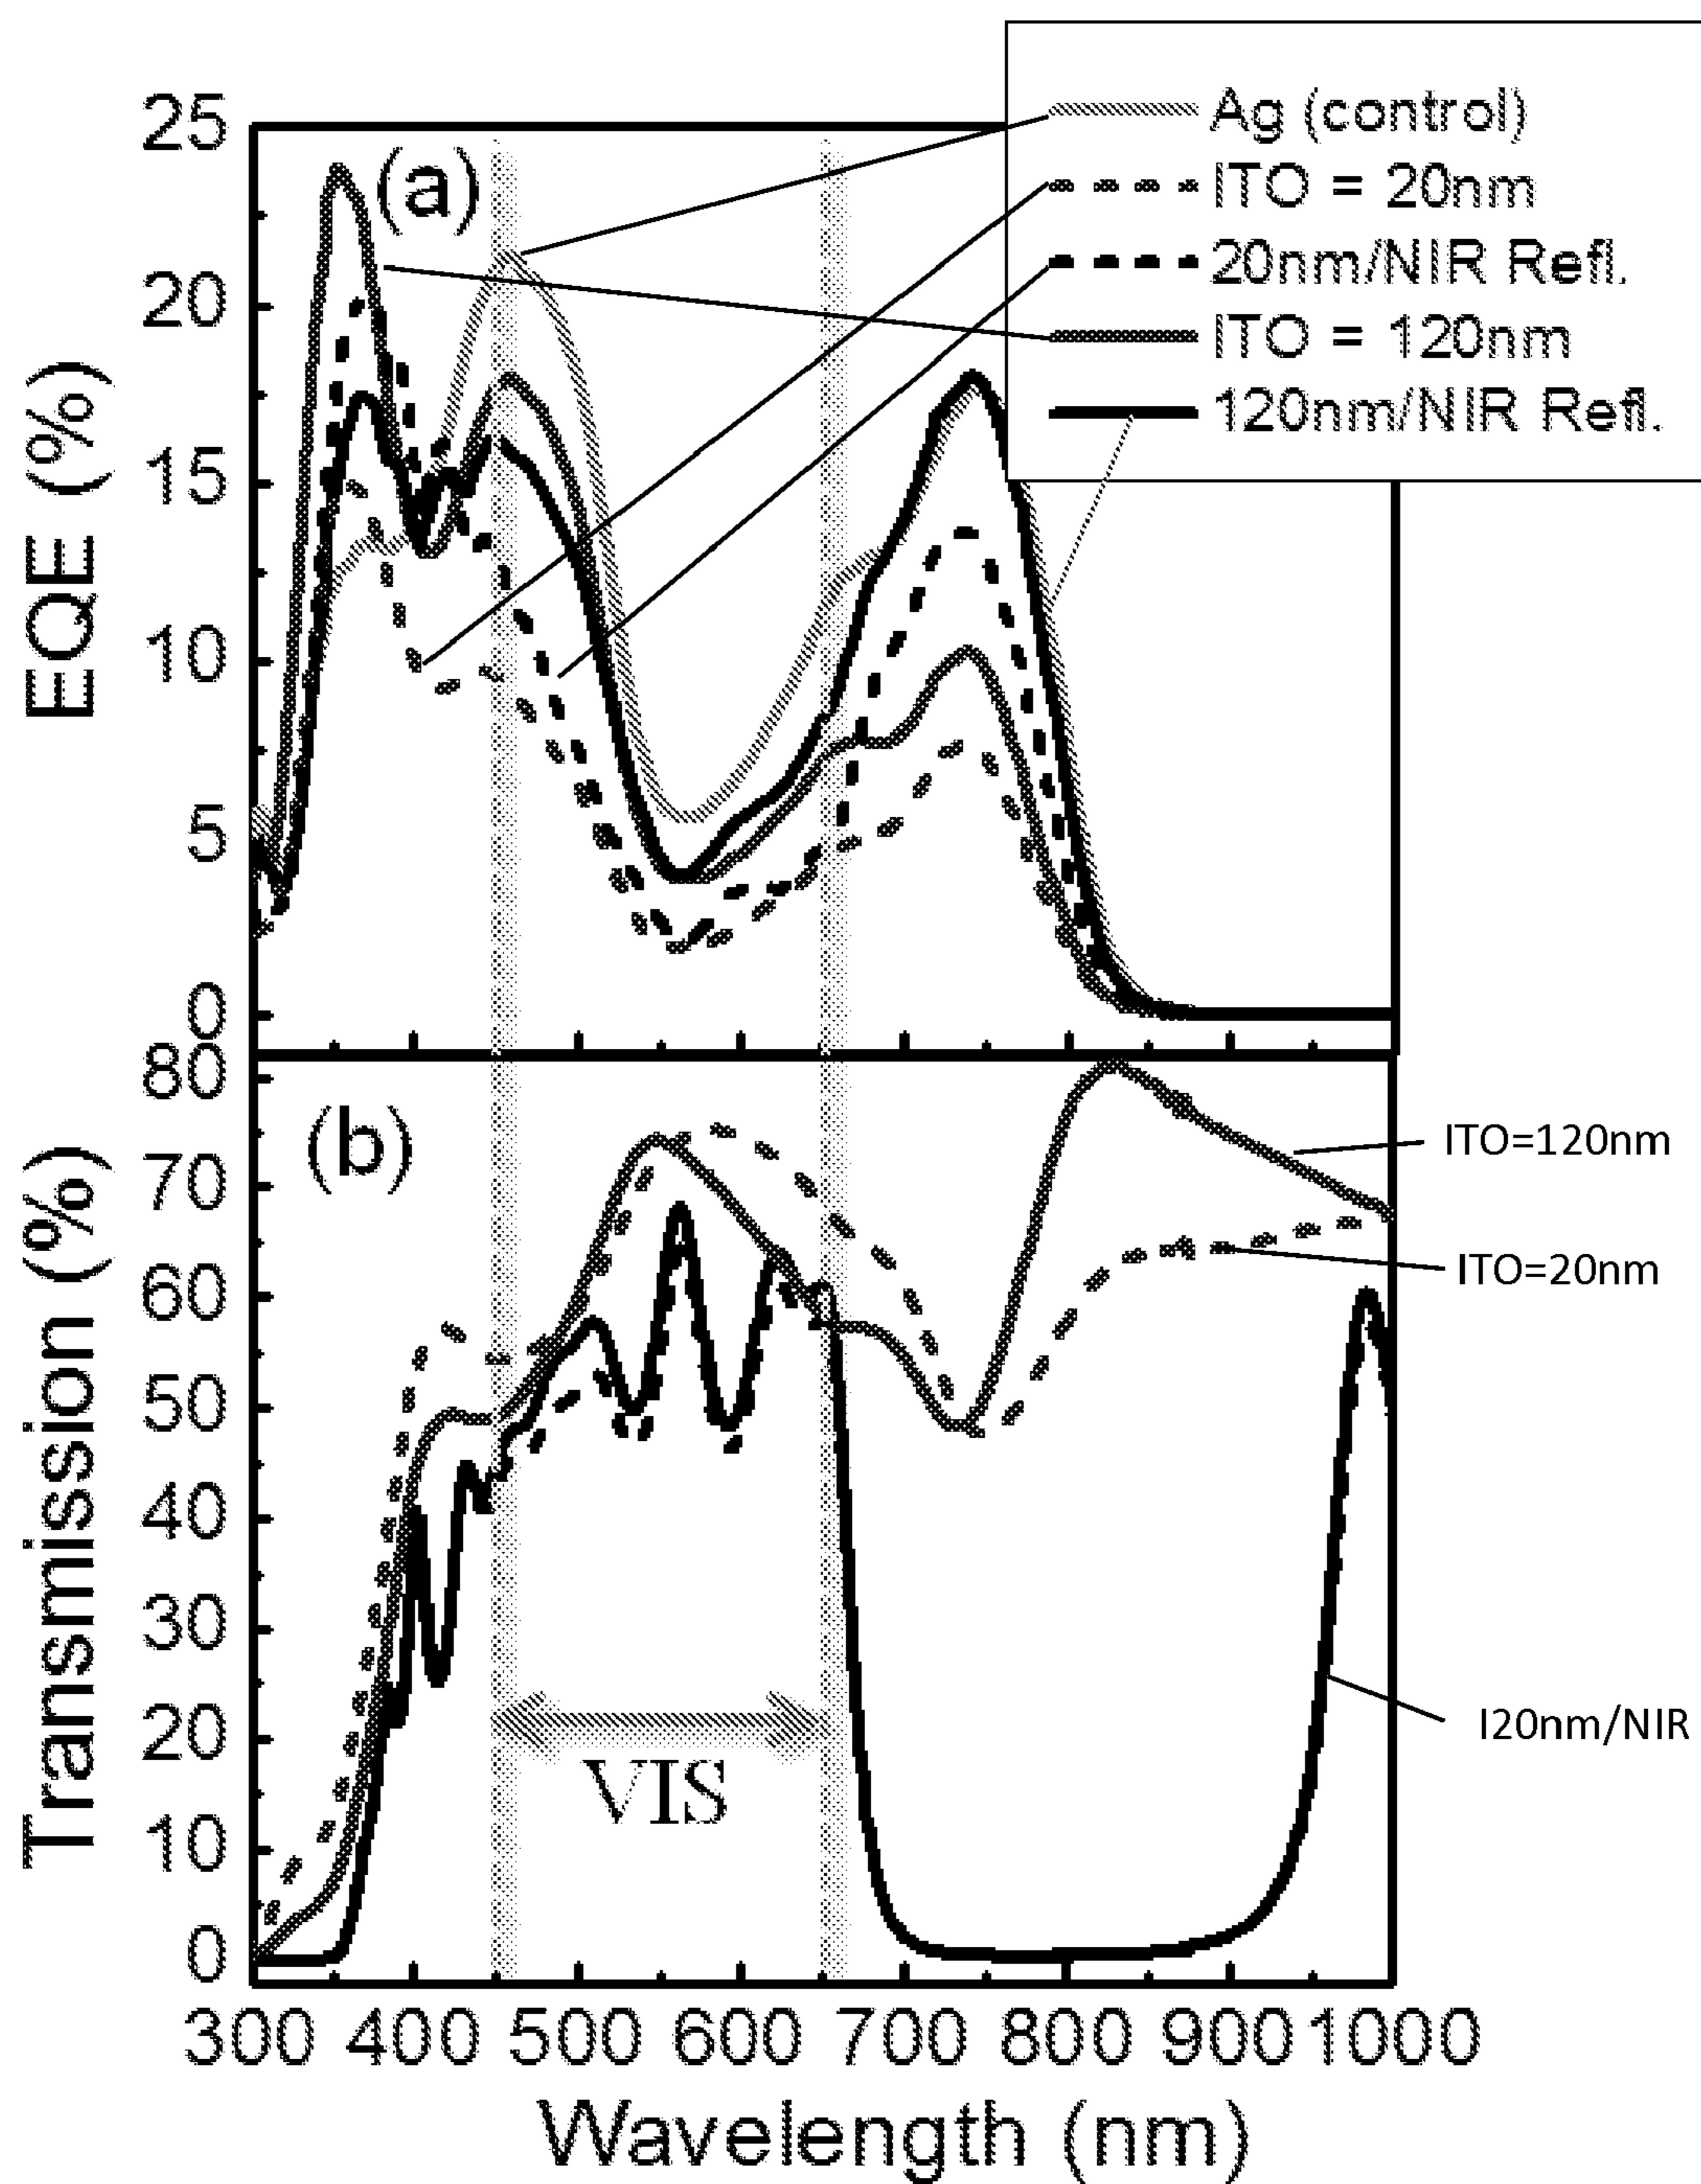 Ag (control)
ITO = 20nm
20nm/NIR Refl.
ITO = 120nm
120nm/NIR Refl.
(a)
25
20
15
10
5
0
EQE (%)
(b)
80
70
60
50
40
30
20
10
0
Transmission (%)
ITO=120nm
ITO=20nm
I20nm/NIR
VIS
300 400 500 600 700 800 900 1000
Wavelength (nm)